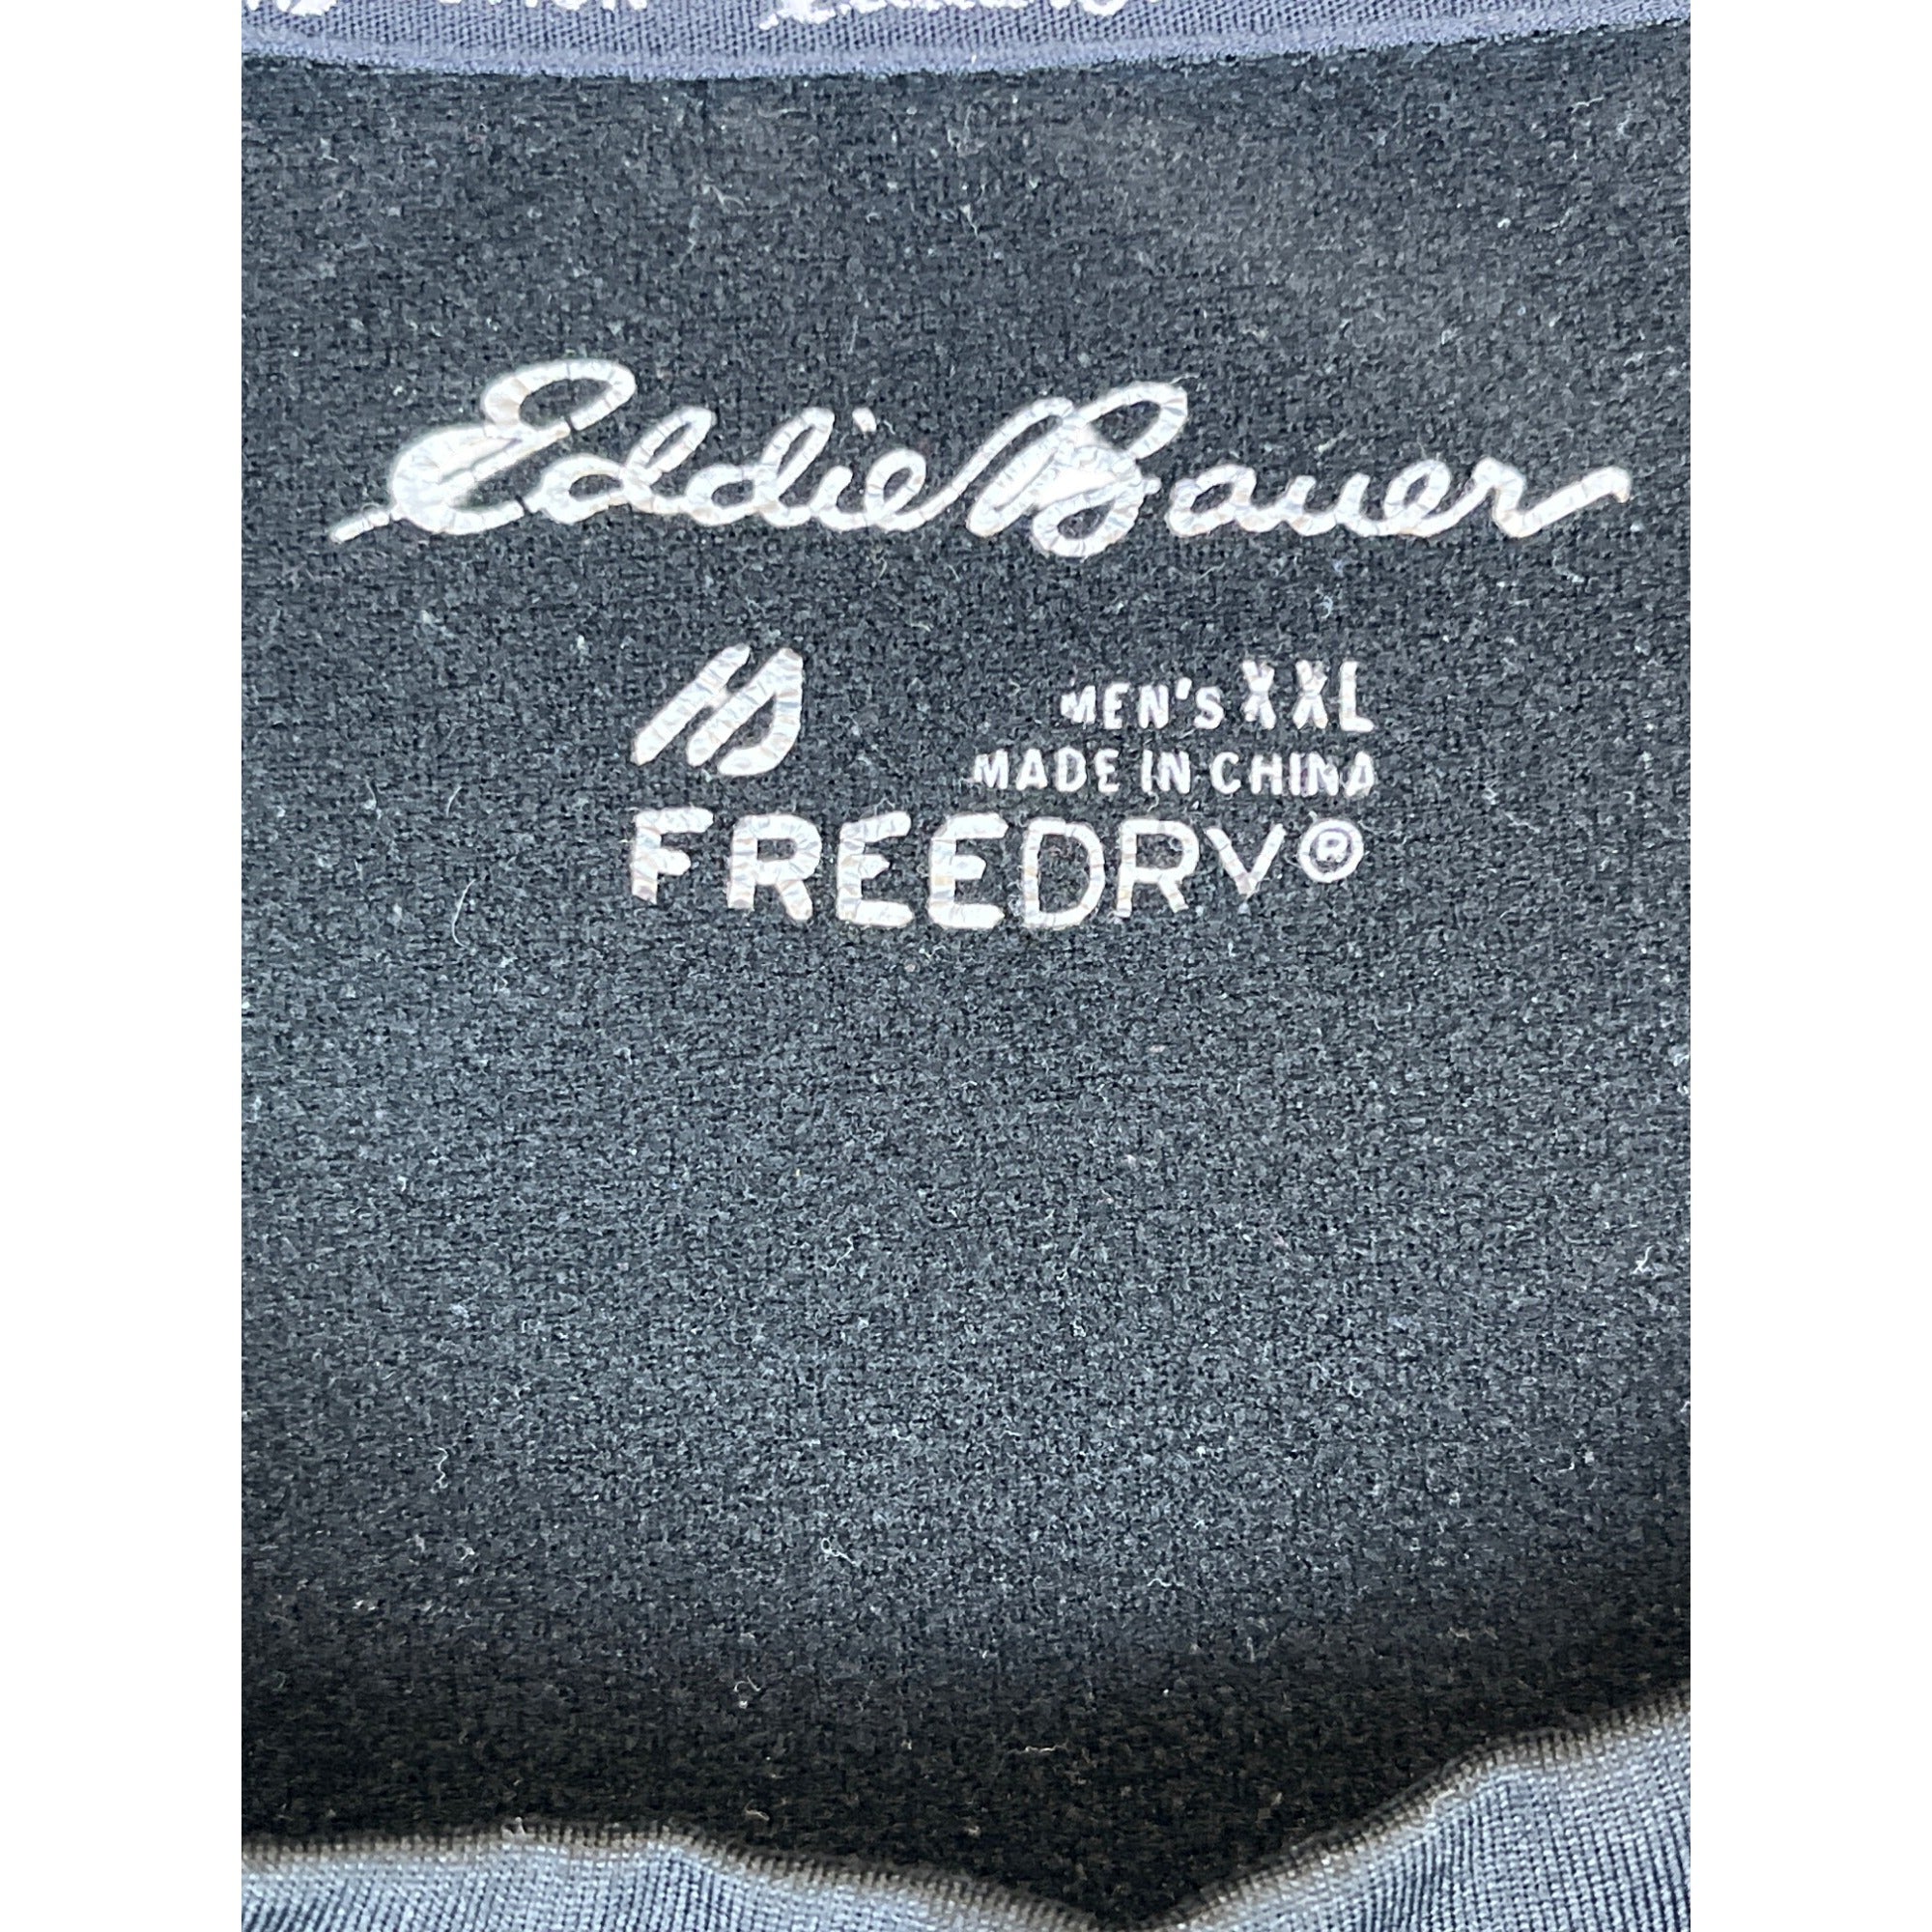 Eddie Bauer
MEN'S XXL
MADE IN CHINA
FREEDRY®